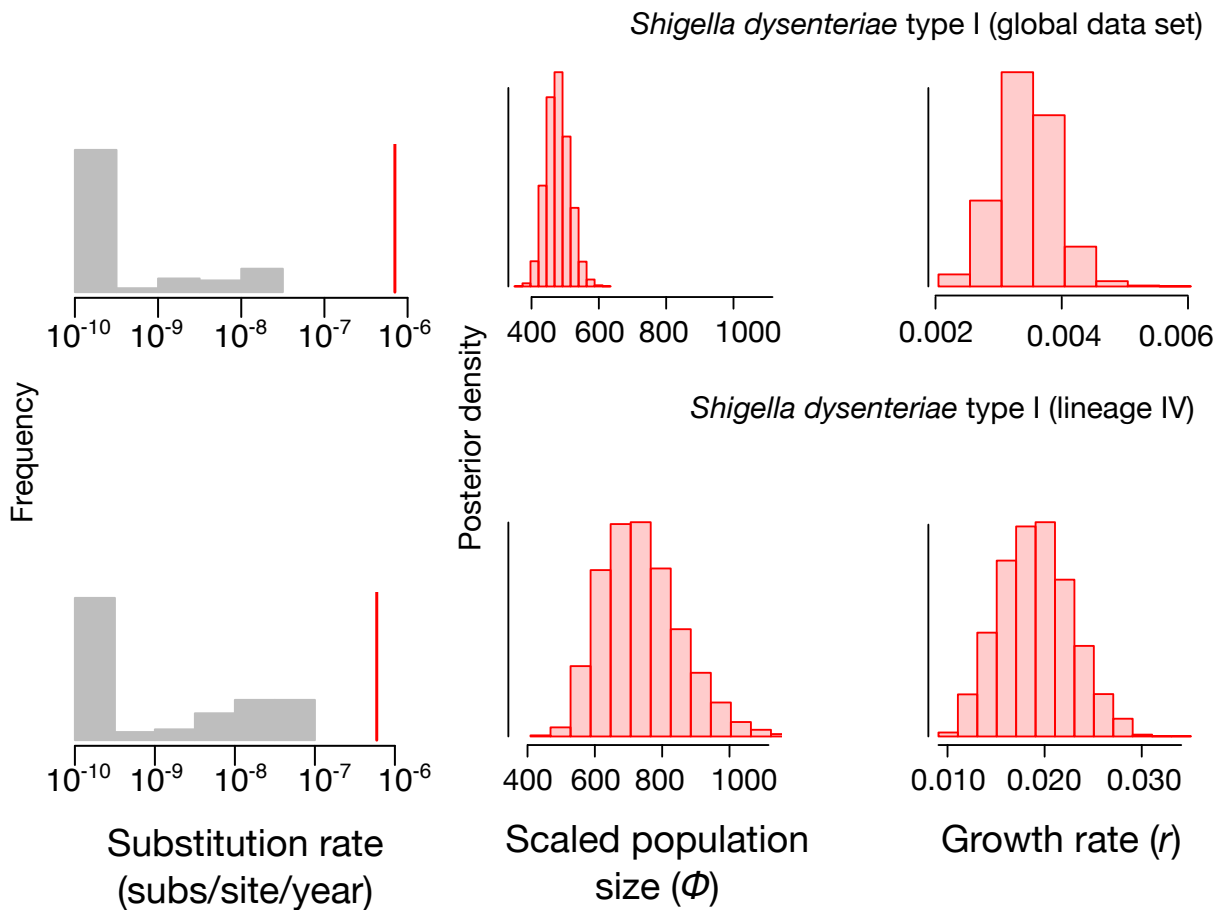 Shigella dysenteriae type I (global data set)
10⁻¹⁰ 10⁻⁹ 10⁻⁸ 10⁻⁷ 10⁻⁶
400 600 800 1000
0.002 0.004 0.006
Frequency
Posterior density
Shigella dysenteriae type I (lineage IV)
10⁻¹⁰ 10⁻⁹ 10⁻⁸ 10⁻⁷ 10⁻⁶
400 600 800 1000
0.010 0.020 0.030
Substitution rate
(subs/site/year)
Scaled population
size (Φ)
Growth rate (r)